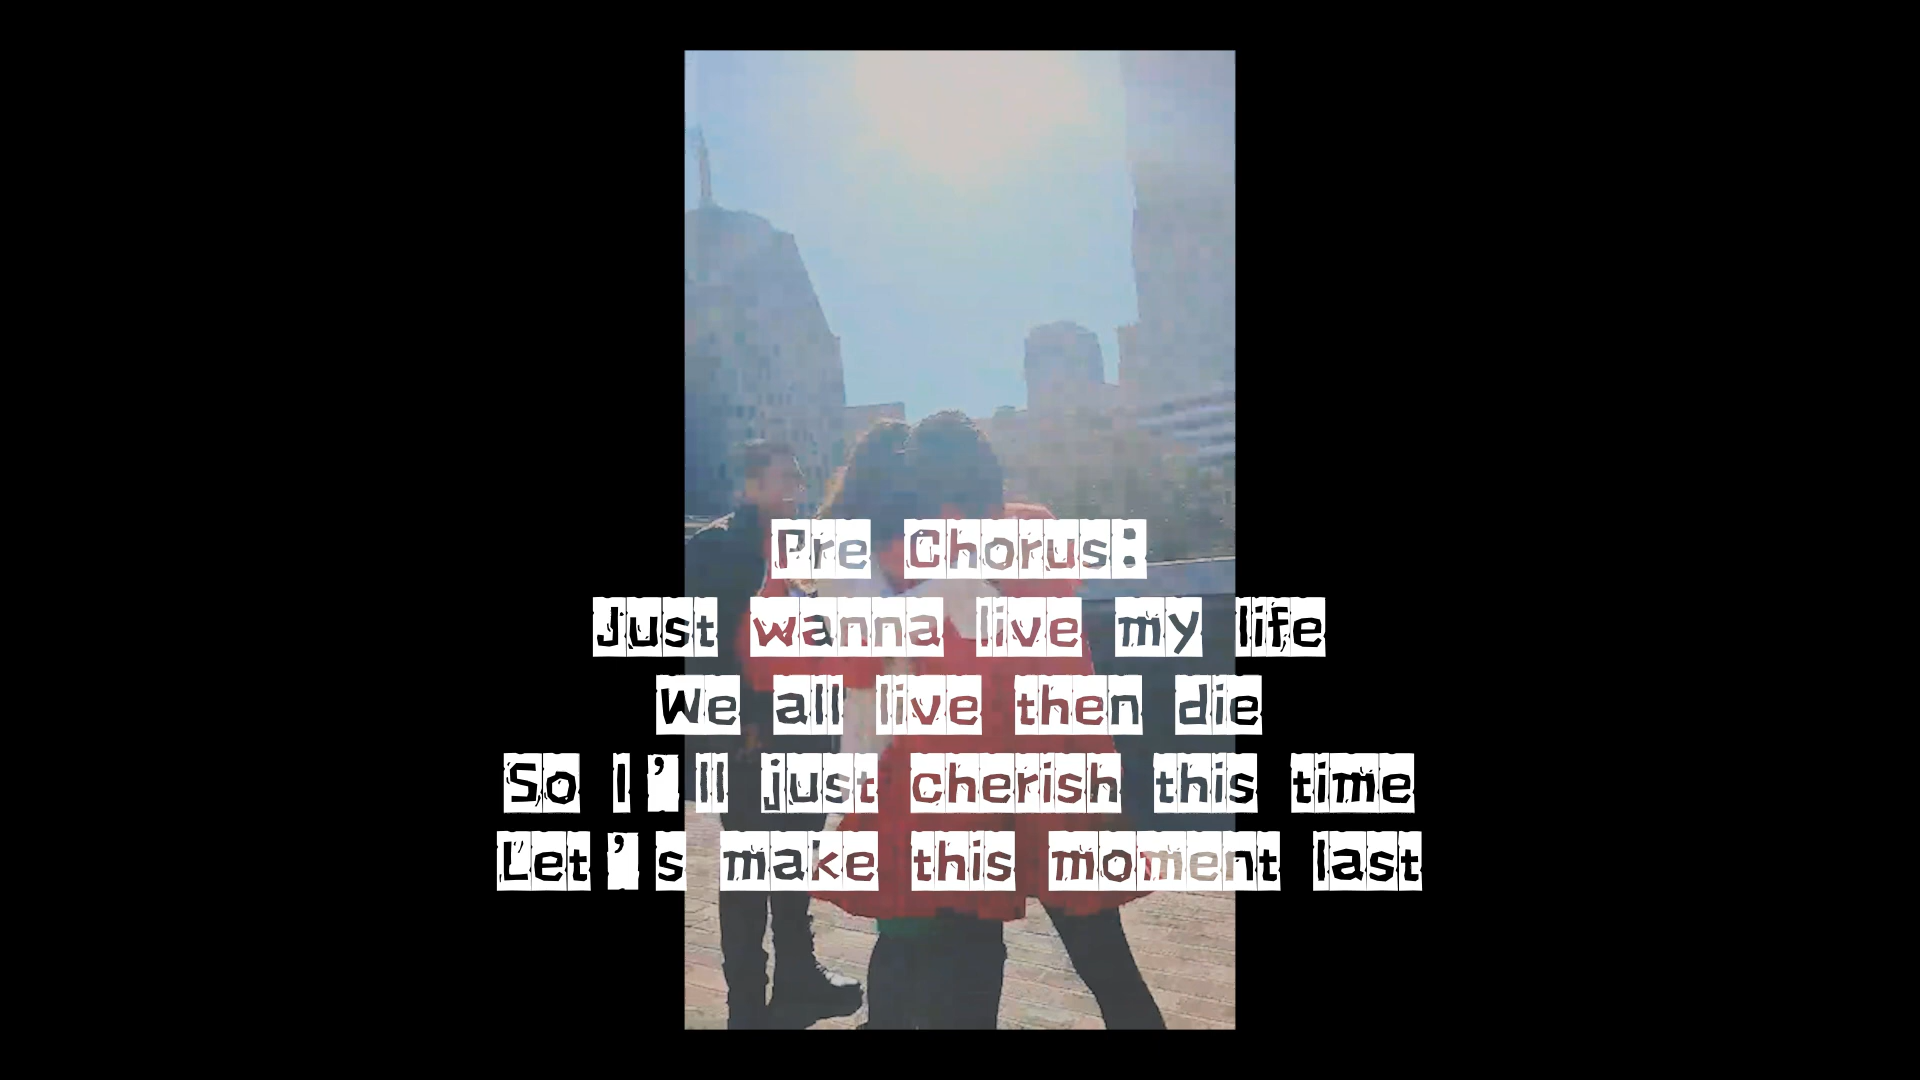 Pre Chorus:
Just wanna live my life
We all live then die
So I’ll just cherish this time
Let’s make this moment last